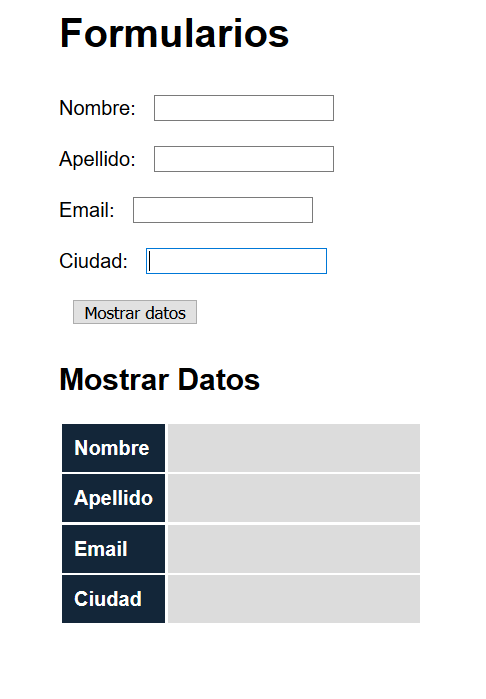 Formularios
Nombre:
Apellido:
Email:
Ciudad:
Mostrar datos
Mostrar Datos
Nombre
Apellido
Email
Ciudad